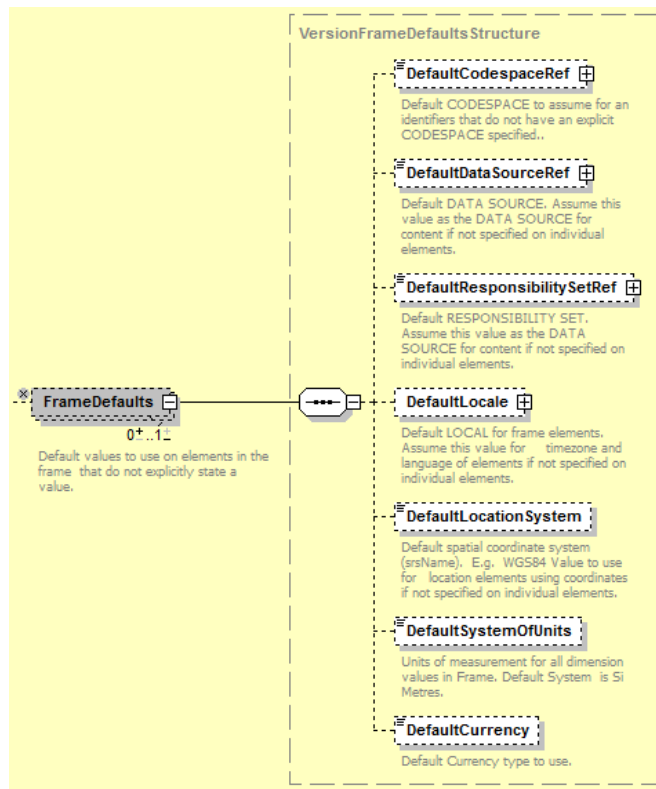 VersionFrameDefaultsStructure
DefaultCodespaceRef
Default CODESPACE to assume for an
identifiers that do not have an explicit
CODESPACE specified..
DefaultDataSourceRef
Default DATA SOURCE. Assume this
value as the DATA SOURCE for
content if not specified on individual
elements.
DefaultResponsibilitySetRef
Default RESPONSIBILITY SET.
Assume this value as the DATA
SOURCE for content if not specified on
individual elements.
FrameDefaults
0..1
Default values to use on elements in the
frame that do not explicitly state a
value.
DefaultLocale
Default LOCAL for frame elements.
Assume this value for timezone and
language of elements if not specified on
individual elements.
DefaultLocationSystem
Default spatial coordinate system
(srsName). E.g. WGS84 Value to use
for location elements using coordinates
if not specified on individual elements.
DefaultSystemOfUnits
Units of measurement for all dimension
values in Frame. Default System is Si
Metres.
DefaultCurrency
Default Currency type to use.